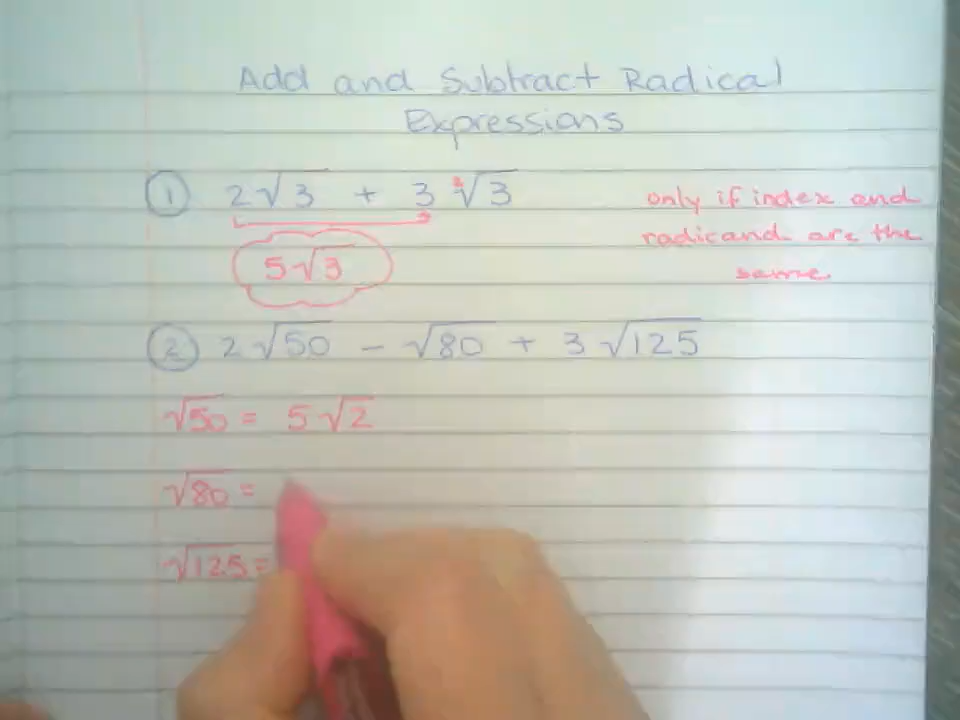 Add and Subtract Radical
Expressions
① 2√3 + 3 ²√3
only if index and
radicand are the
same
5√3
② 2√50 - √80 + 3√125
√50 = 5√2
√80 =
√125 =